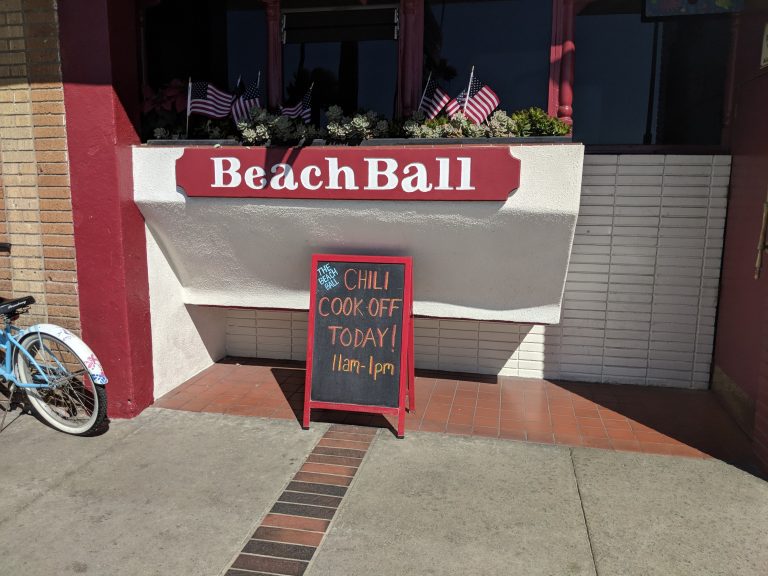 BeachBall
THE
BEACH
BALL
CHILI
COOK-OFF
TODAY!
11am-1pm